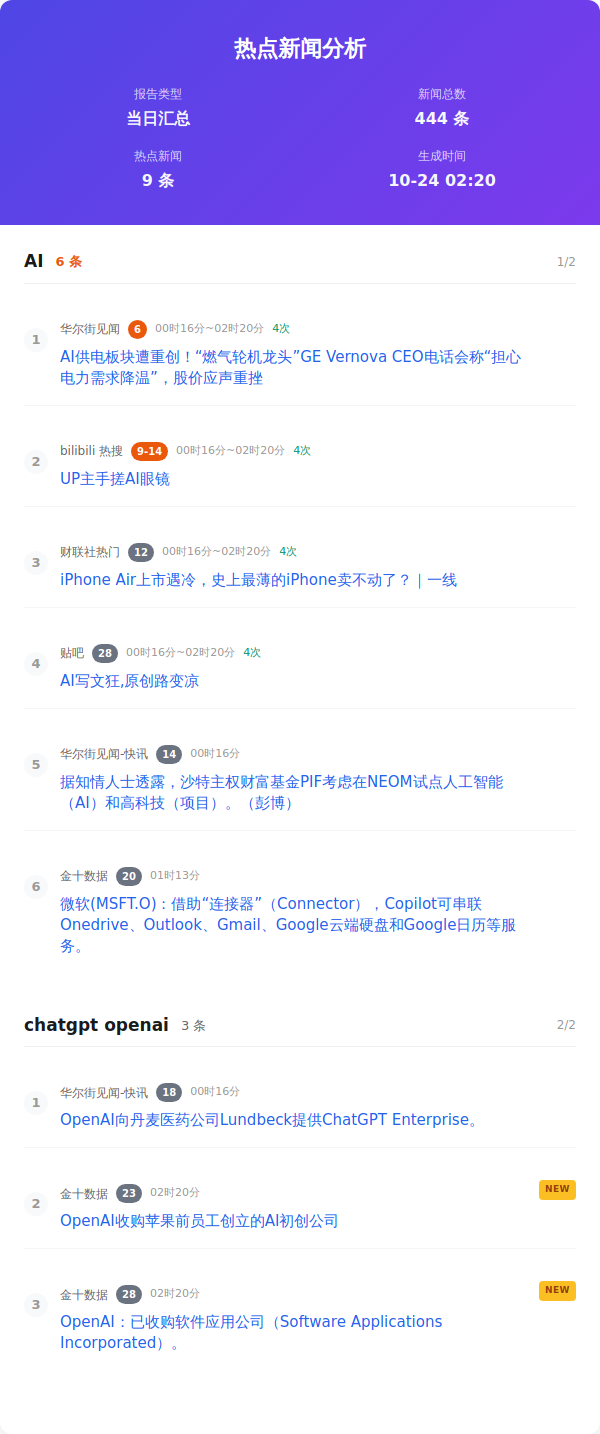 热点新闻分析
报告类型
新闻总数
当日汇总
444 条
热点新闻
生成时间
9 条
10-24 02:20
AI 6 条 1/2
1
华尔街见闻 6 00时16分~02时20分 4次
AI供电板块遭重创！“燃气轮机龙头”GE Vernova CEO电话会称“担心
电力需求降温”，股价应声重挫
2
bilibili 热搜 9-14 00时16分~02时20分 4次
UP主手搓AI眼镜
3
财联社热门 12 00时16分~02时20分 4次
iPhone Air上市遇冷，史上最薄的iPhone卖不动了？｜一线
4
贴吧 28 00时16分~02时20分 4次
AI写文狂,原创路变凉
5
华尔街见闻-快讯 14 00时16分
据知情人士透露，沙特主权财富基金PIF考虑在NEOM试点人工智能
（AI）和高科技（项目）。（彭博）
6
金十数据 20 01时13分
微软(MSFT.O)：借助“连接器”（Connector），Copilot可串联
Onedrive、Outlook、Gmail、Google云端硬盘和Google日历等服
务。
chatgpt openai 3 条 2/2
1
华尔街见闻-快讯 18 00时16分
OpenAI向丹麦医药公司Lundbeck提供ChatGPT Enterprise。
2
金十数据 23 02时20分 NEW
OpenAI收购苹果前员工创立的AI初创公司
3
金十数据 28 02时20分 NEW
OpenAI：已收购软件应用公司（Software Applications
Incorporated）。